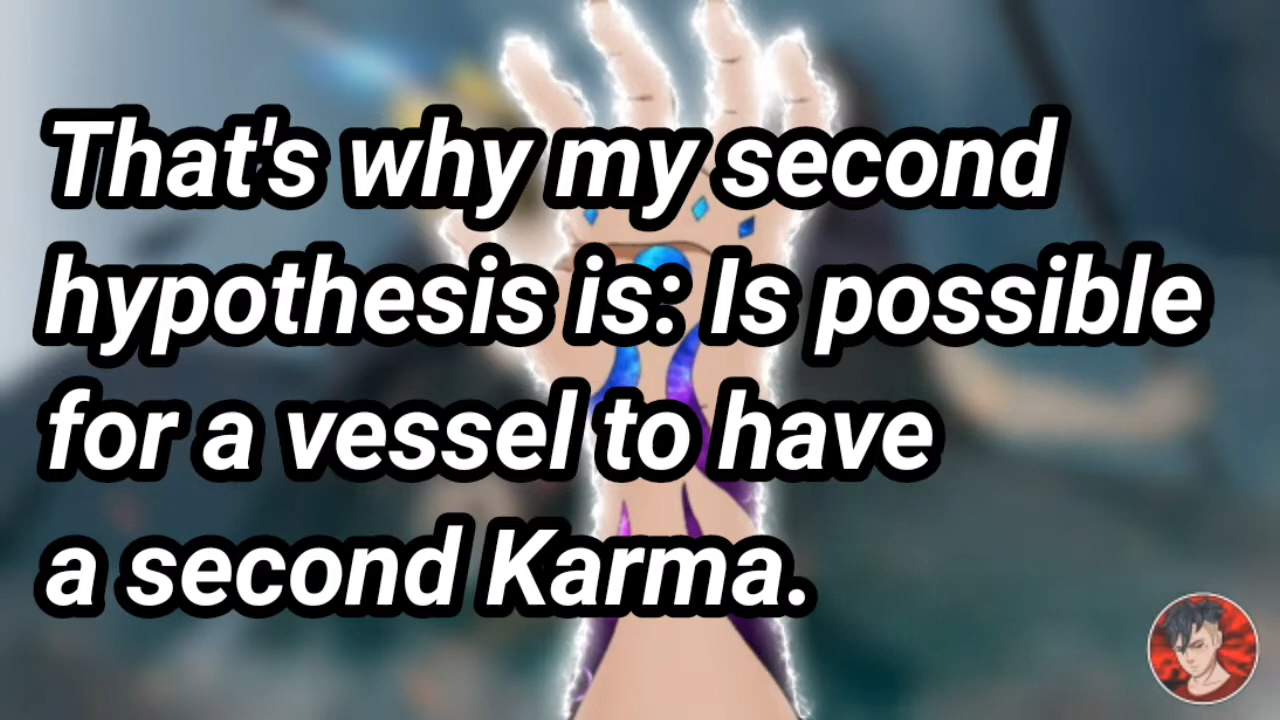 That's why my second
hypothesis is: Is possible
for a vessel to have
a second Karma.